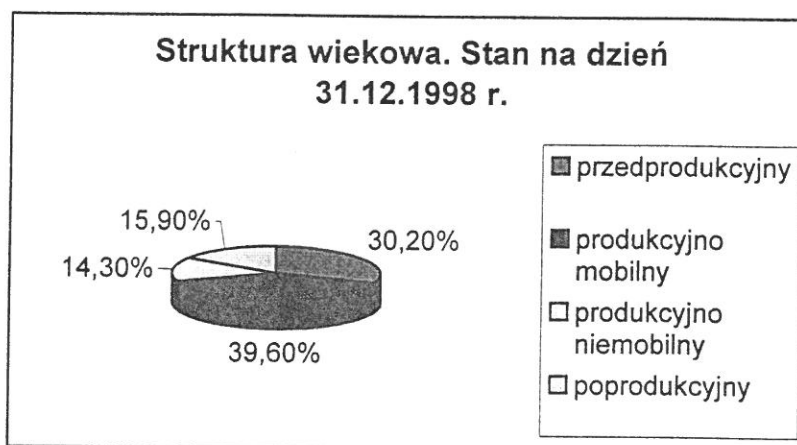 Struktura wiekowa. Stan na dzień
31.12.1998 r.
15,90%
30,20%
14,30%
39,60%
przedprodukcyjny
produkcyjno
mobilny
produkcyjno
niemobilny
poprodukcyjny